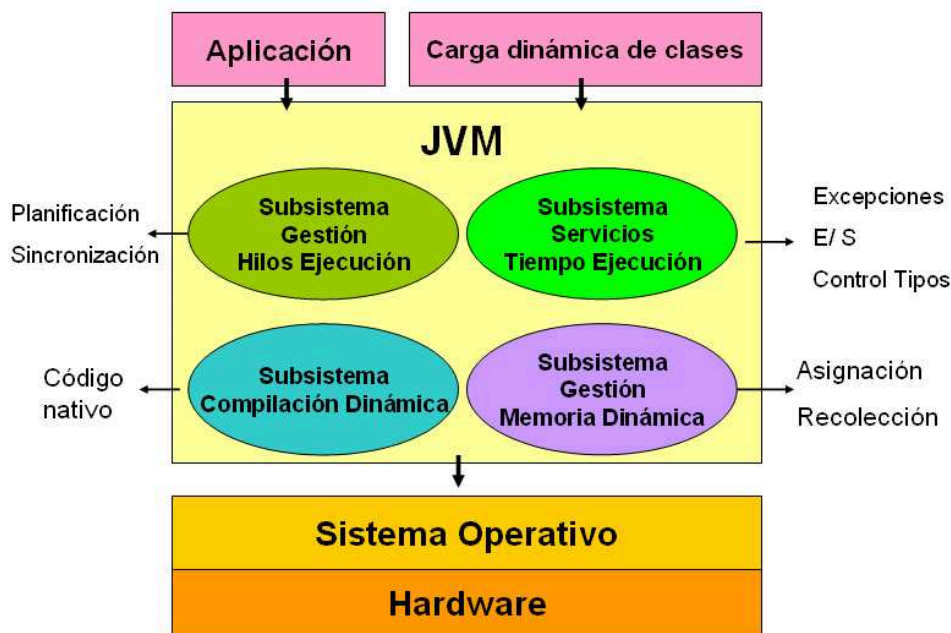 Aplicación
Carga dinámica de clases
JVM
Planificación
Sincronización
Subsistema
Gestión
Hilos Ejecución
Subsistema
Servicios
Tiempo Ejecución
Excepciones
E/ S
Control Tipos
Código
nativo
Subsistema
Compilación Dinámica
Subsistema
Gestión
Memoria Dinámica
Asignación
Recolección
Sistema Operativo
Hardware